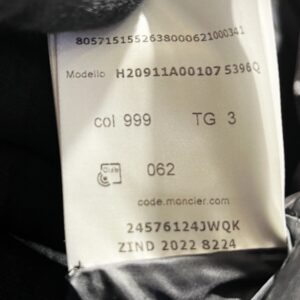 8057151552638000621000341
Modello H20911A00107 5396Q
col 999 TG 3
062
code.moncler.com
24576124JWQK
ZIND 2022 8224